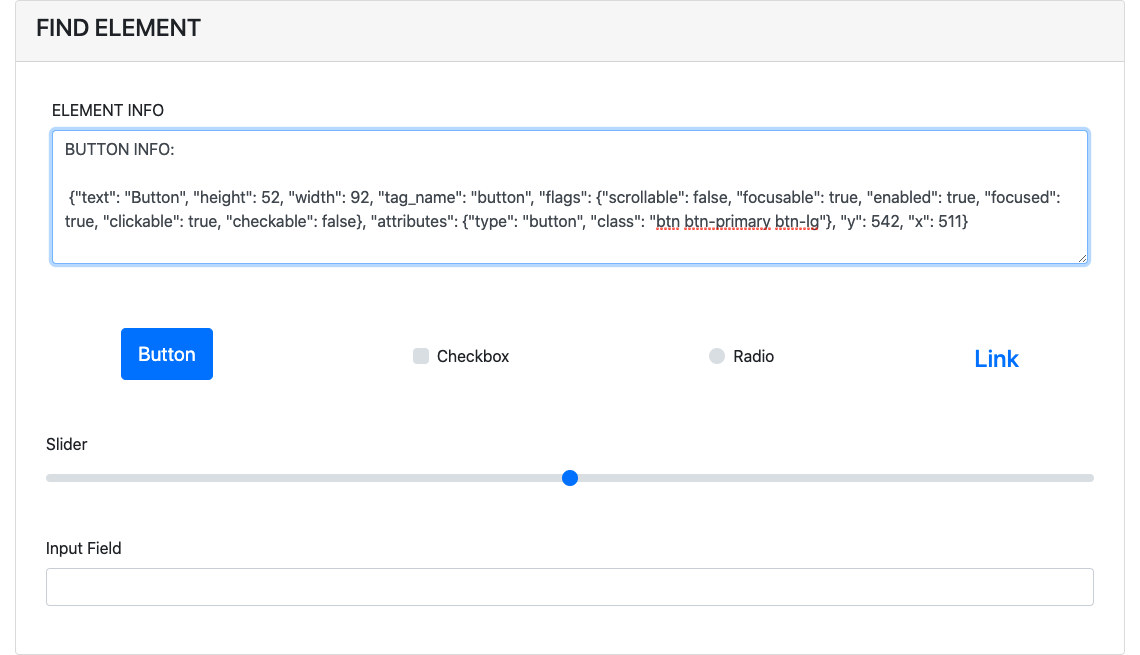 FIND ELEMENT
ELEMENT INFO
BUTTON INFO:
{"text": "Button", "height": 52, "width": 92, "tag_name": "button", "flags": {"scrollable": false, "focusable": true, "enabled": true, "focused":
true, "clickable": true, "checkable": false}, "attributes": {"type": "button", "class": "btn btn-primary btn-lg"}, "y": 542, "x": 511}
Button
Checkbox
Radio
Link
Slider
Input Field